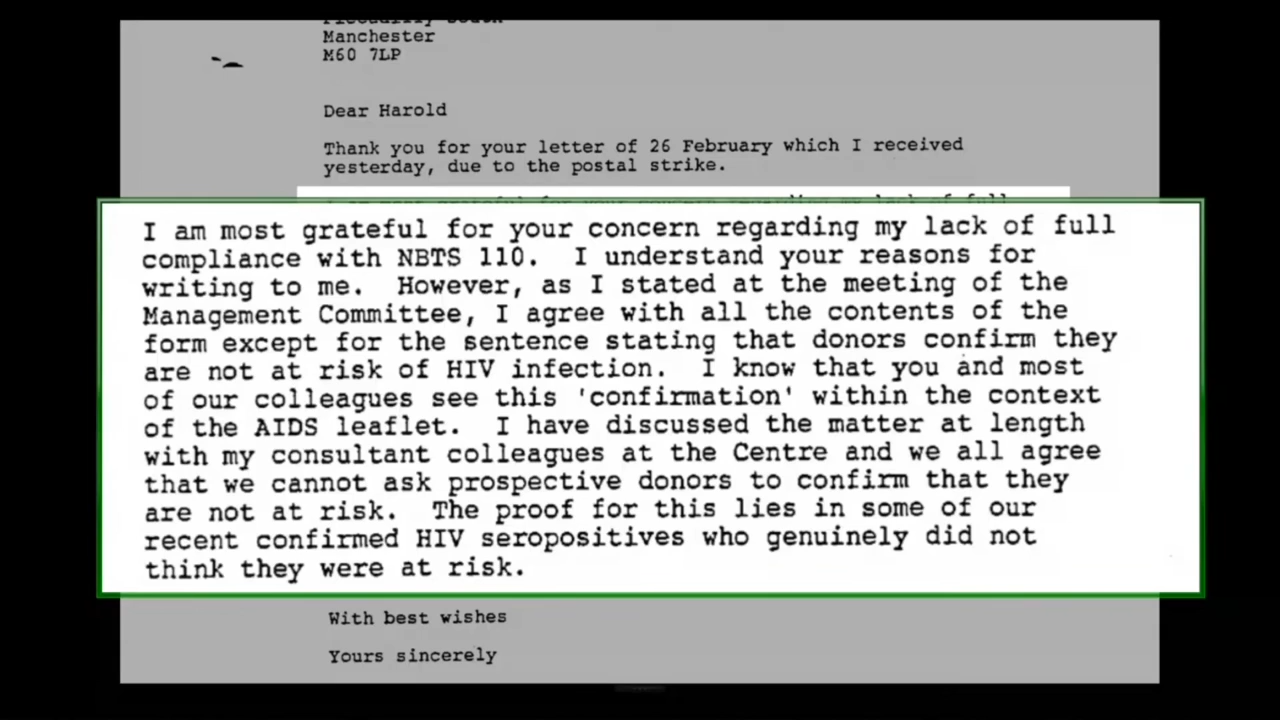 Manchester
M60 7LP
Dear Harold
Thank you for your letter of 26 February which I received
yesterday, due to the postal strike.
I am most grateful for your concern regarding my lack of full
compliance with NBTS 110. I understand your reasons for
writing to me. However, as I stated at the meeting of the
Management Committee, I agree with all the contents of the
form except for the sentence stating that donors confirm they
are not at risk of HIV infection. I know that you and most
of our colleagues see this 'confirmation' within the context
of the AIDS leaflet. I have discussed the matter at length
with my consultant colleagues at the Centre and we all agree
that we cannot ask prospective donors to confirm that they
are not at risk. The proof for this lies in some of our
recent confirmed HIV seropositives who genuinely did not
think they were at risk.
With best wishes
Yours sincerely